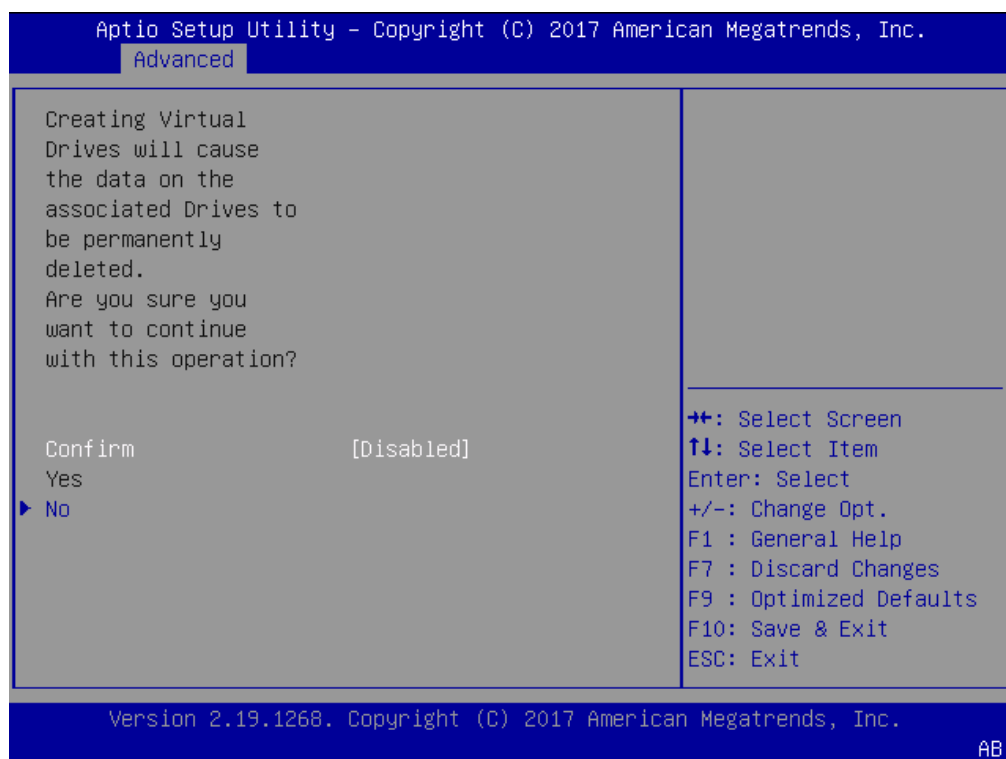 Aptio Setup Utility – Copyright (C) 2017 American Megatrends, Inc.
Advanced
Creating Virtual
Drives will cause
the data on the
associated Drives to
be permanently
deleted.
Are you sure you
want to continue
with this operation?
Confirm [Disabled]
Yes
▶ No
→←: Select Screen
↑↓: Select Item
Enter: Select
+/-: Change Opt.
F1 : General Help
F7 : Discard Changes
F9 : Optimized Defaults
F10: Save & Exit
ESC: Exit
Version 2.19.1268. Copyright (C) 2017 American Megatrends, Inc.
AB